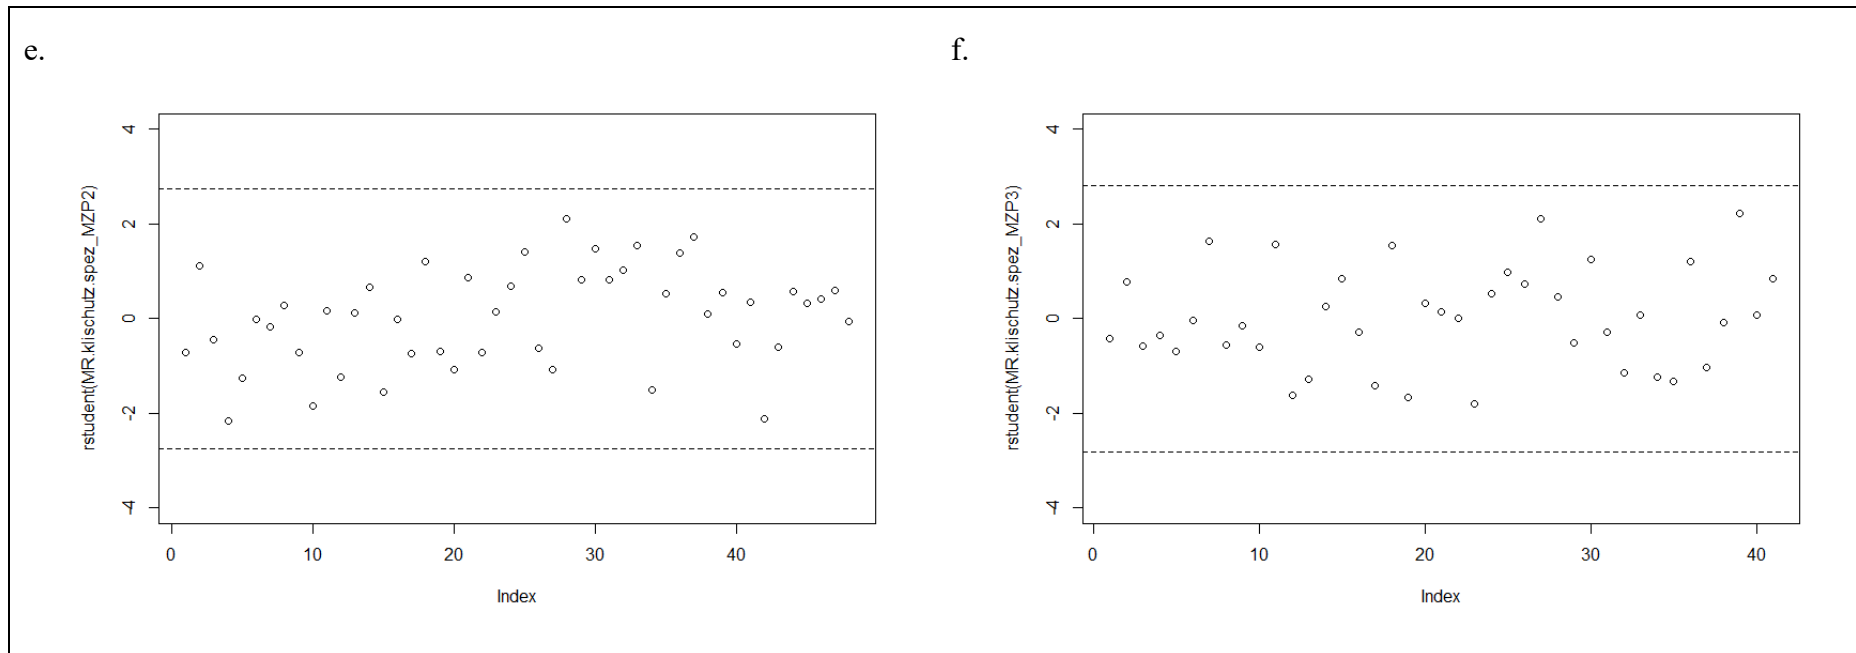 e.
f.
rstudent(MR.klischutz.spez_MZP2)
4
2
0
-2
-4
0 10 20 30 40
Index
rstudent(MR.klischutz.spez_MZP3)
4
2
0
-2
-4
0 10 20 30 40
Index